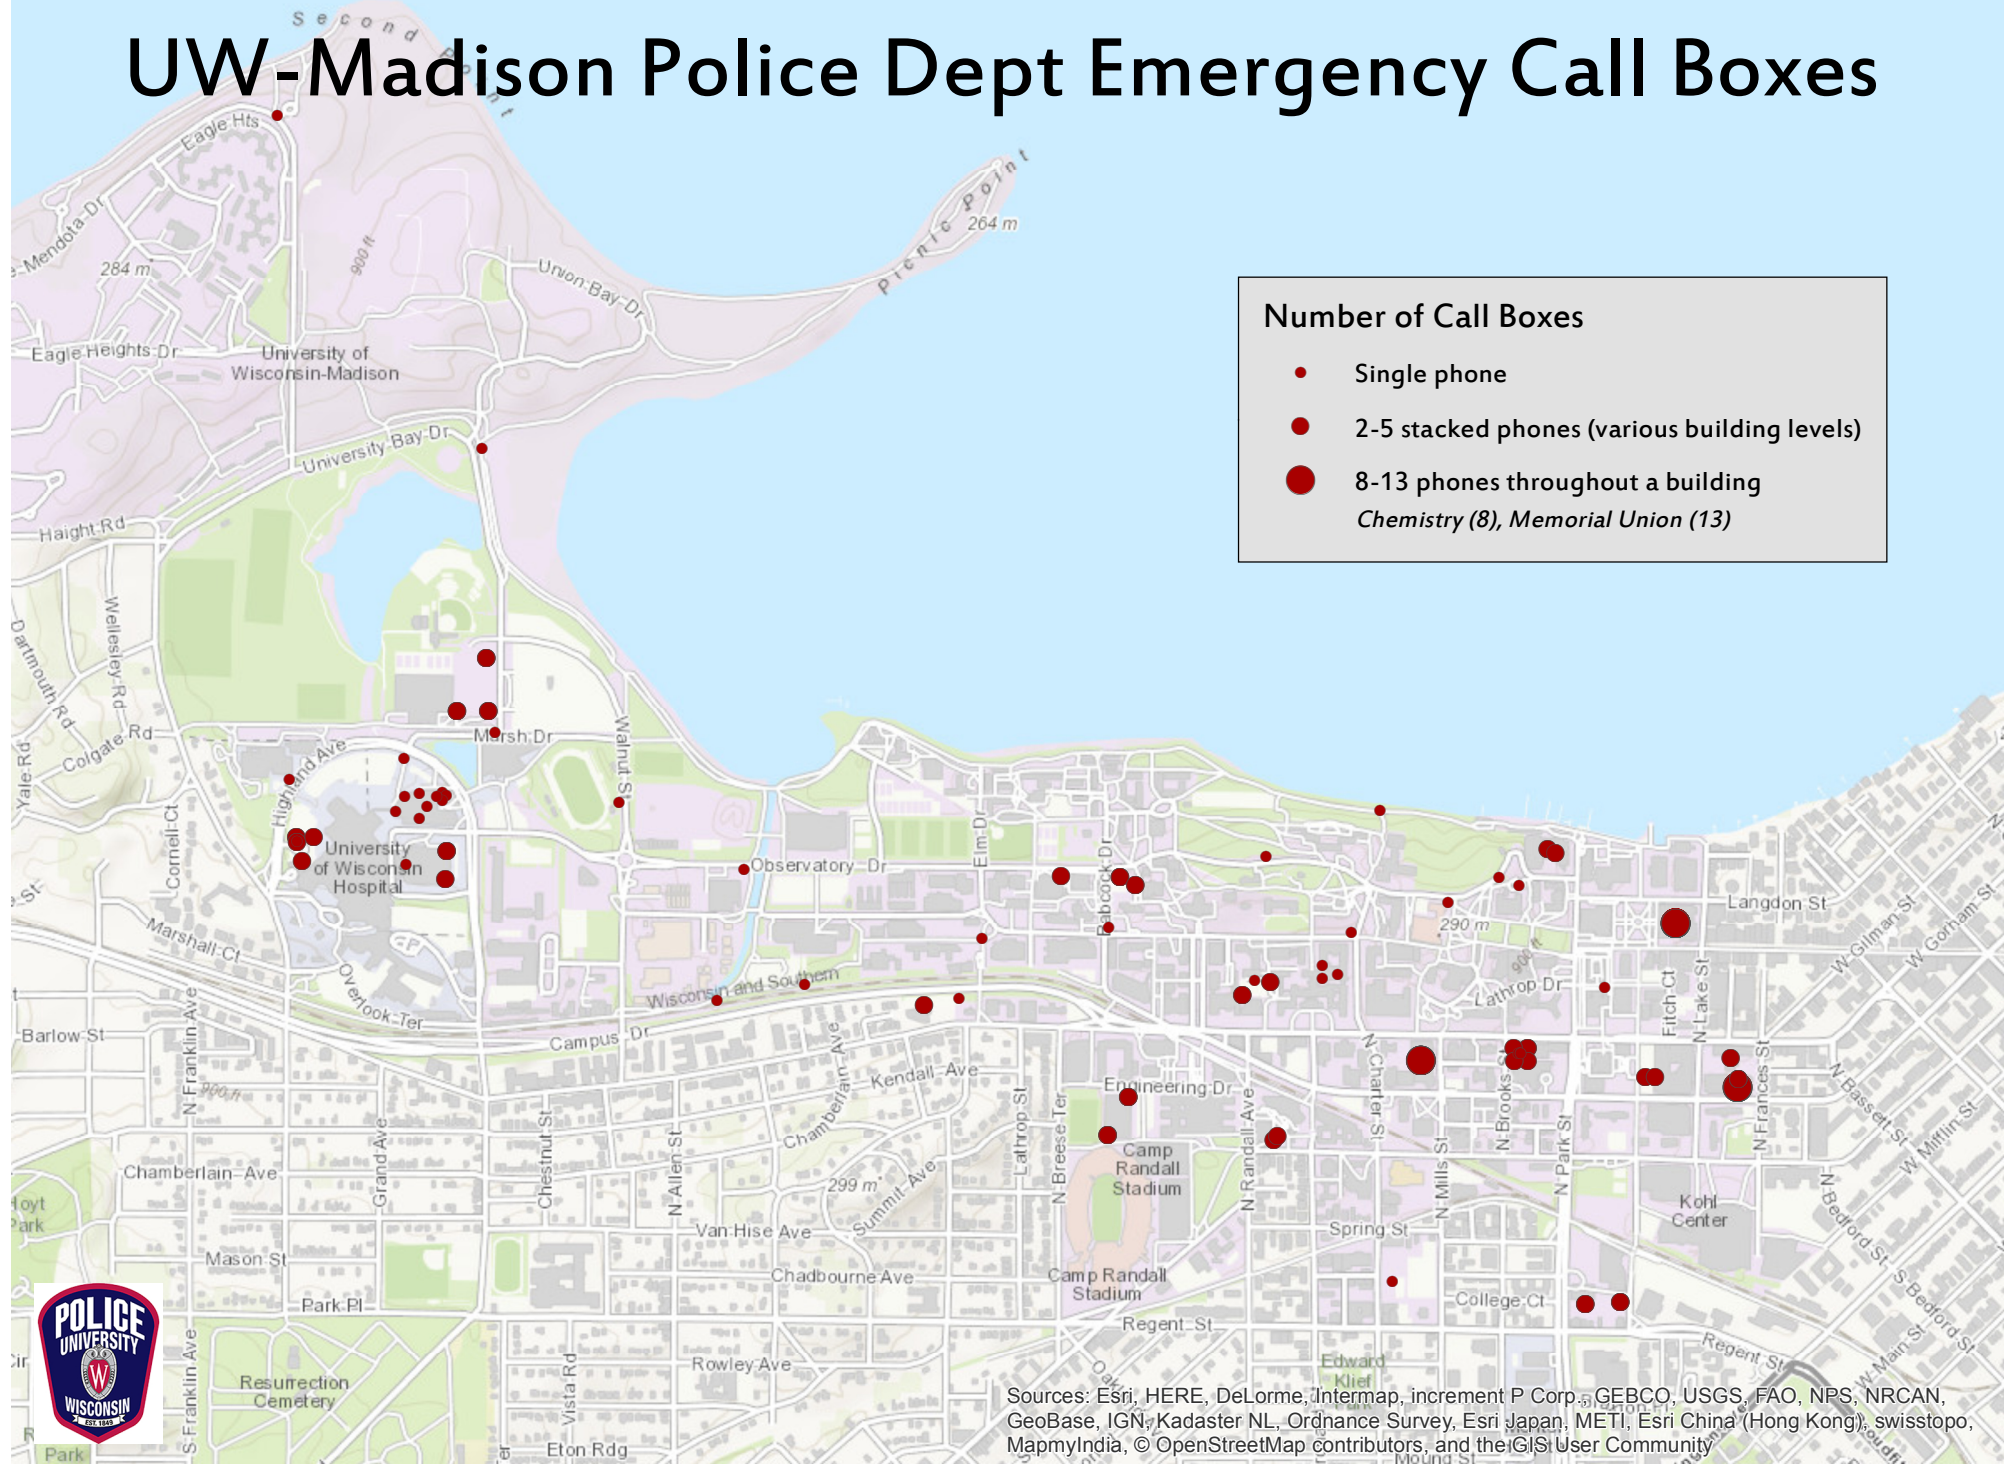 UW-Madison Police Dept Emergency Call Boxes
Second Point
Eagle Hts
Picnic Point
264 m
e-Mendota-Dr
284 m
900 ft
Union-Bay-Dr
Number of Call Boxes
Single phone
2-5 stacked phones (various building levels)
8-13 phones throughout a building
Chemistry (8), Memorial Union (13)
Eagle Heights Dr
University of
Wisconsin-Madison
University-Bay-Dr
Haight-Rd
Wellesley-Rd
Dartmouth Rd
Colgate-Rd
Yale-Rd
Marsh-Dr
Walnut-St
Highland Ave
Cornell-Ct
University
of Wisconsin
Hospital
Observatory Dr
Elm-Dr
Babcock-Dr
Langdon St
W-Gilman-St
W Gorham St
290 m
900 ft
Marshall-Ct
Overlook-Ter
Wisconsin and Southern
Lathrop Dr
Fitch Ct
N-Lake St
Barlow-St
N-Franklin-Ave
Campus Dr
900 ft
Kendall Ave
Chamberlain-Ave
Engineering Dr
N-Charter-St
N-Brooks-St
N-Frances-St
N-Bassett-St
W Mifflin St
Chamberlain-Ave
Grand-Ave
Chestnut-St
N-Allen-St
Lathrop St
N-Breese-Ter
Camp
Randall
Stadium
N-Randall-Ave
N-Mills-St
N Park St
299 m
Summit-Ave
Van Hise Ave
Spring St
Kohl
Center
N-Bedford-St
S-Bedford-St
Hoyt
Park
Mason-St
Chadbourne-Ave
Camp Randall
Stadium
College-Ct
Park-Pl
Regent St
Regent St
W-Main-St
POLICE
UNIVERSITY
W
WISCONSIN
EST. 1849
S-Franklin-Ave
Resurrection
Cemetery
Vista Rd
Rowley-Ave
Edward
Klief
Park
Sources: Esri, HERE, DeLorme, Intermap, increment P Corp., GEBCO, USGS, FAO, NPS, NRCAN,
GeoBase, IGN, Kadaster NL, Ordnance Survey, Esri Japan, METI, Esri China (Hong Kong), swisstopo,
MapmyIndia, © OpenStreetMap contributors, and the GIS User Community
Park
Eton Rdg
Mound St